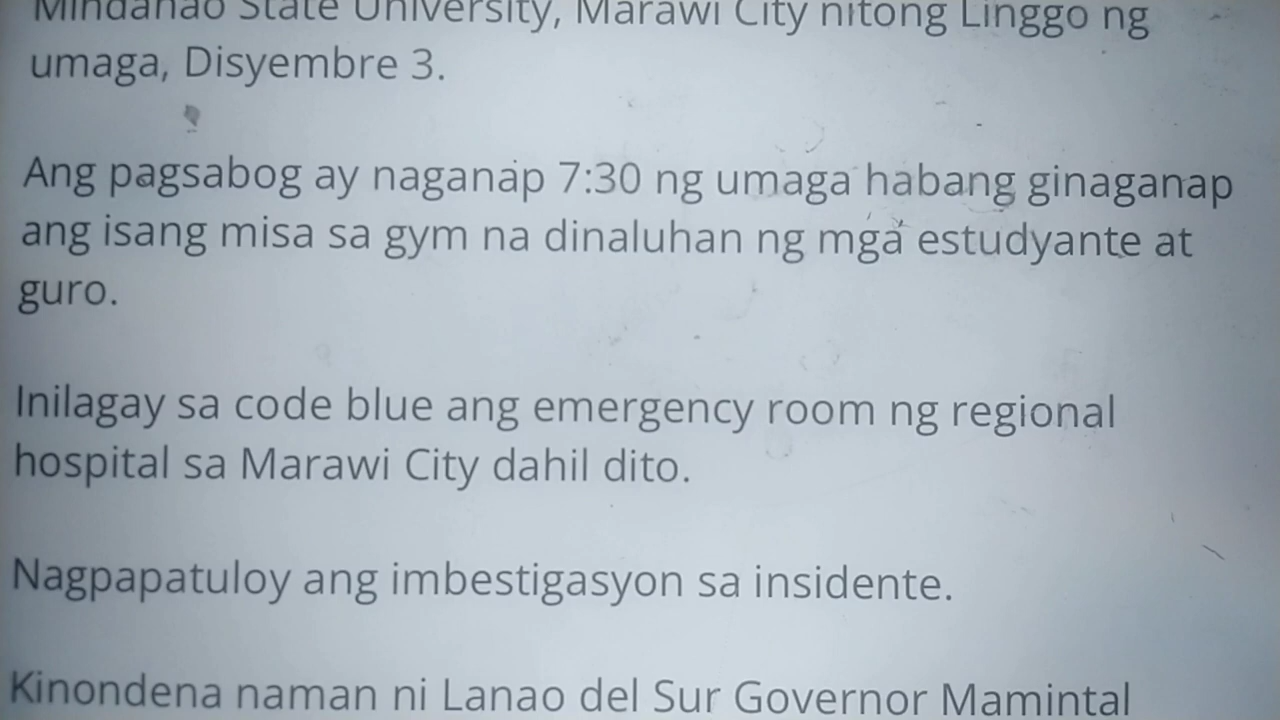 Mindanao State University, Marawi City nitong Linggo ng
umaga, Disyembre 3.
Ang pagsabog ay naganap 7:30 ng umaga habang ginaganap
ang isang misa sa gym na dinaluhan ng mga estudyante at
guro.
Inilagay sa code blue ang emergency room ng regional
hospital sa Marawi City dahil dito.
Nagpapatuloy ang imbestigasyon sa insidente.
Kinondena naman ni Lanao del Sur Governor Mamintal